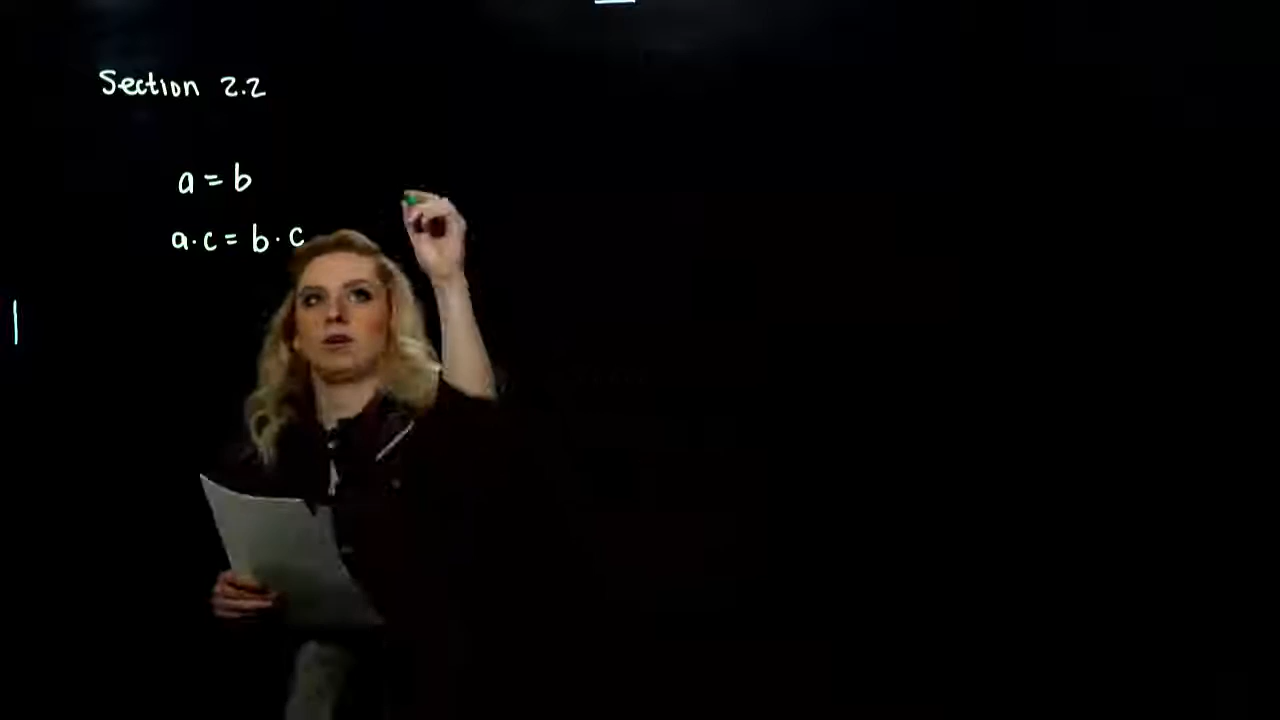 Section 2.2
a = b
a·c = b·c